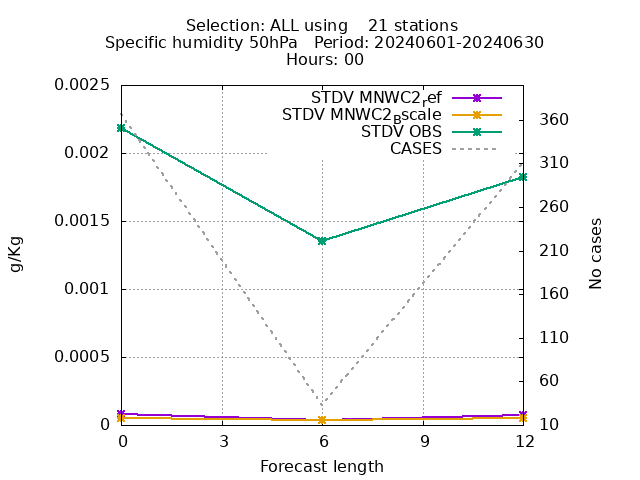 Selection: ALL using    21 stations
Specific humidity 50hPa   Period: 20240601-20240630
Hours: 00
STDV MNWC2_ref
STDV MNWC2_Bscale
STDV OBS
CASES
0.0025
0.002
0.0015
0.001
0.0005
0
360
310
260
210
160
110
60
10
g/Kg
No cases
0 3 6 9 12
Forecast length